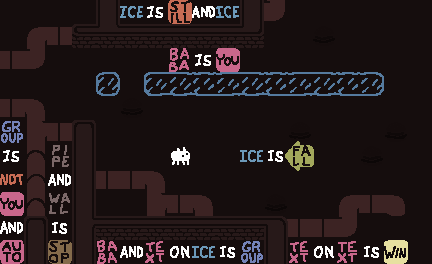 ICE IS STILL AND ICE
BABA IS YOU
ICE IS FALL
GROUP IS NOT YOU AND AUTO
PIPE AND WALL IS STOP
BABA AND TEXT ON ICE IS GROUP
TEXT ON TEXT IS WIN